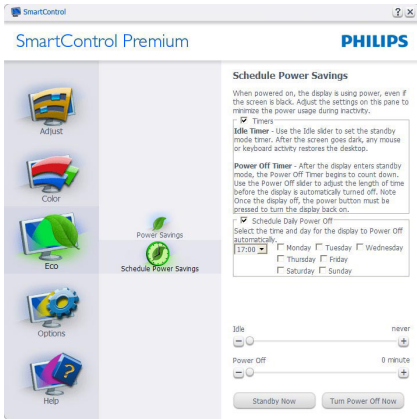 SmartControl
? ×
SmartControl Premium
PHILIPS
Adjust
Color
Eco
Options
Help
Power Savings
Schedule Power Savings
Schedule Power Savings
When powered on, the display is using power, even if
the screen is black. Adjust the settings on this pane to
minimize the power usage during inactivity.
Timers
Idle Timer - Use the Idle slider to set the standby
mode timer. After the screen goes dark, any mouse
or keyboard activity restores the desktop.
Power Off Timer - After the display enters standby
mode, the Power Off Timer begins to count down.
Use the Power Off slider to adjust the length of time
before the display is automatically turned off. Note
Once the display off, the power button must be
pressed to turn the display back on.
Schedule Daily Power Off
Select the time and day for the display to Power Off
automatically.
17:00 Monday Tuesday Wednesday
Thursday Friday
Saturday Sunday
Idle never
Power Off 0 minute
Standby Now Turn Power Off Now